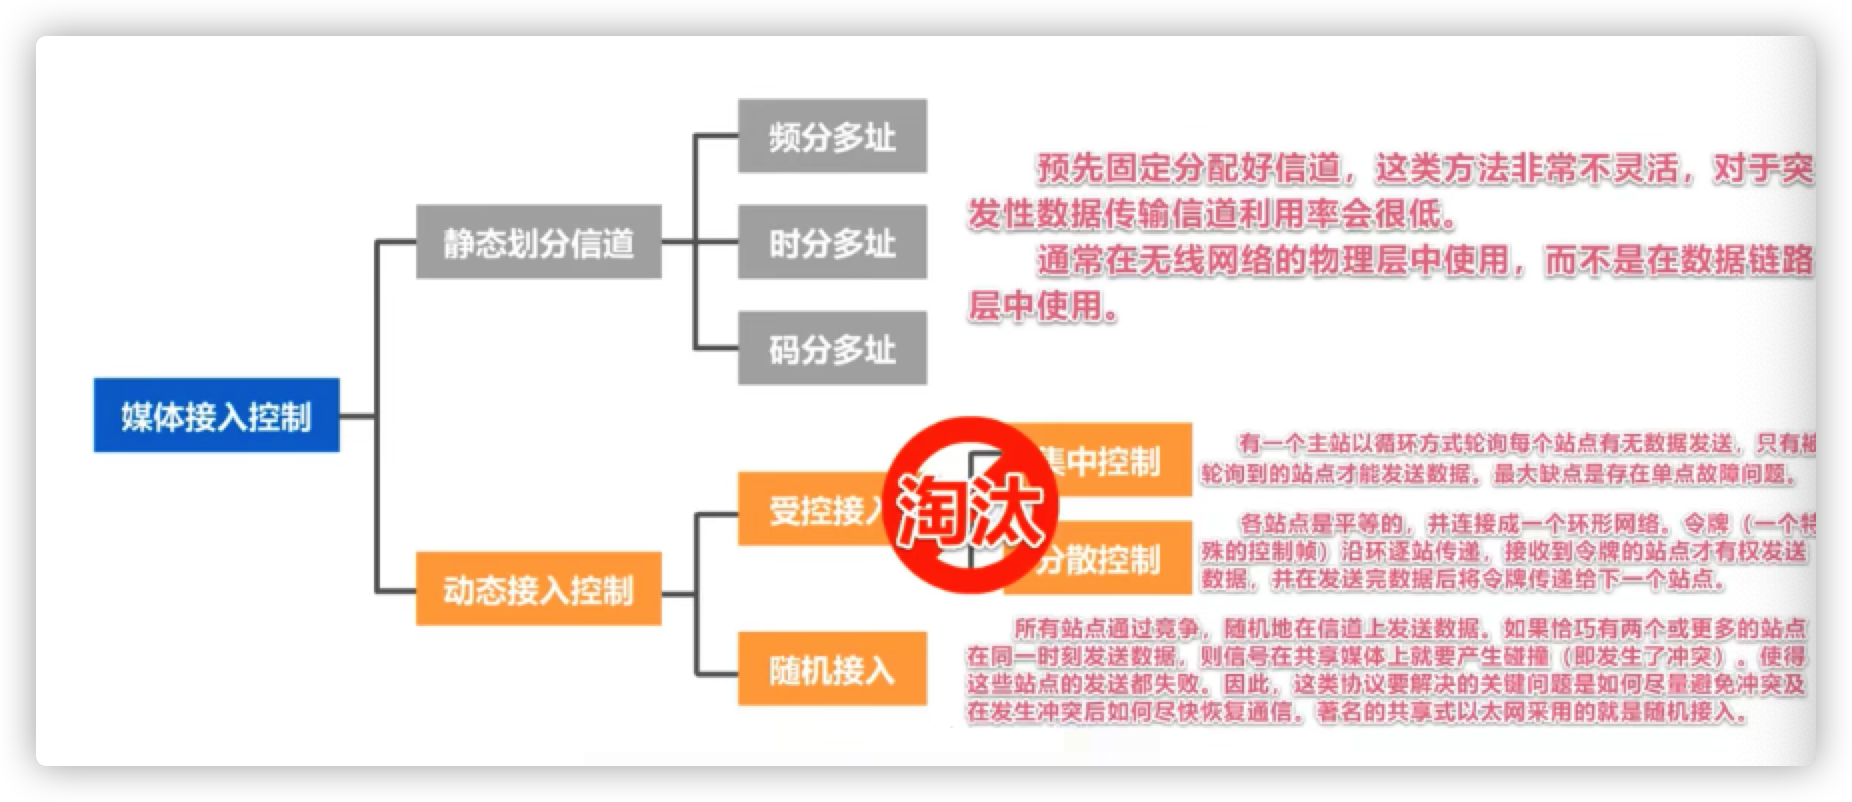 频分多址
预先固定分配好信道，这类方法非常不灵活，对于突
发性数据传输信道利用率会很低。
静态划分信道
时分多址
通常在无线网络的物理层中使用，而不是在数据链路
层中使用。
码分多址
媒体接入控制
集中控制
有一个主站以循环方式轮询每个站点有无数据发送，只有被
轮询到的站点才能发送数据。最大缺点是存在单点故障问题。
受控接入
淘汰
分散控制
各站点是平等的，并连接成一个环形网络。令牌（一个特
殊的控制帧）沿环逐站传递，接收到令牌的站点才有权发送
数据，并在发送完数据后将令牌传递给下一个站点。
动态接入控制
随机接入
所有站点通过竞争，随机地在信道上发送数据。如果恰巧有两个或更多的站点
在同一时刻发送数据，则信号在共享媒体上就要产生碰撞（即发生了冲突）。使得
这些站点的发送都失败。因此，这类协议要解决的关键问题是如何尽量避免冲突及
在发生冲突后如何尽快恢复通信。著名的共享式以太网采用的就是随机接入。